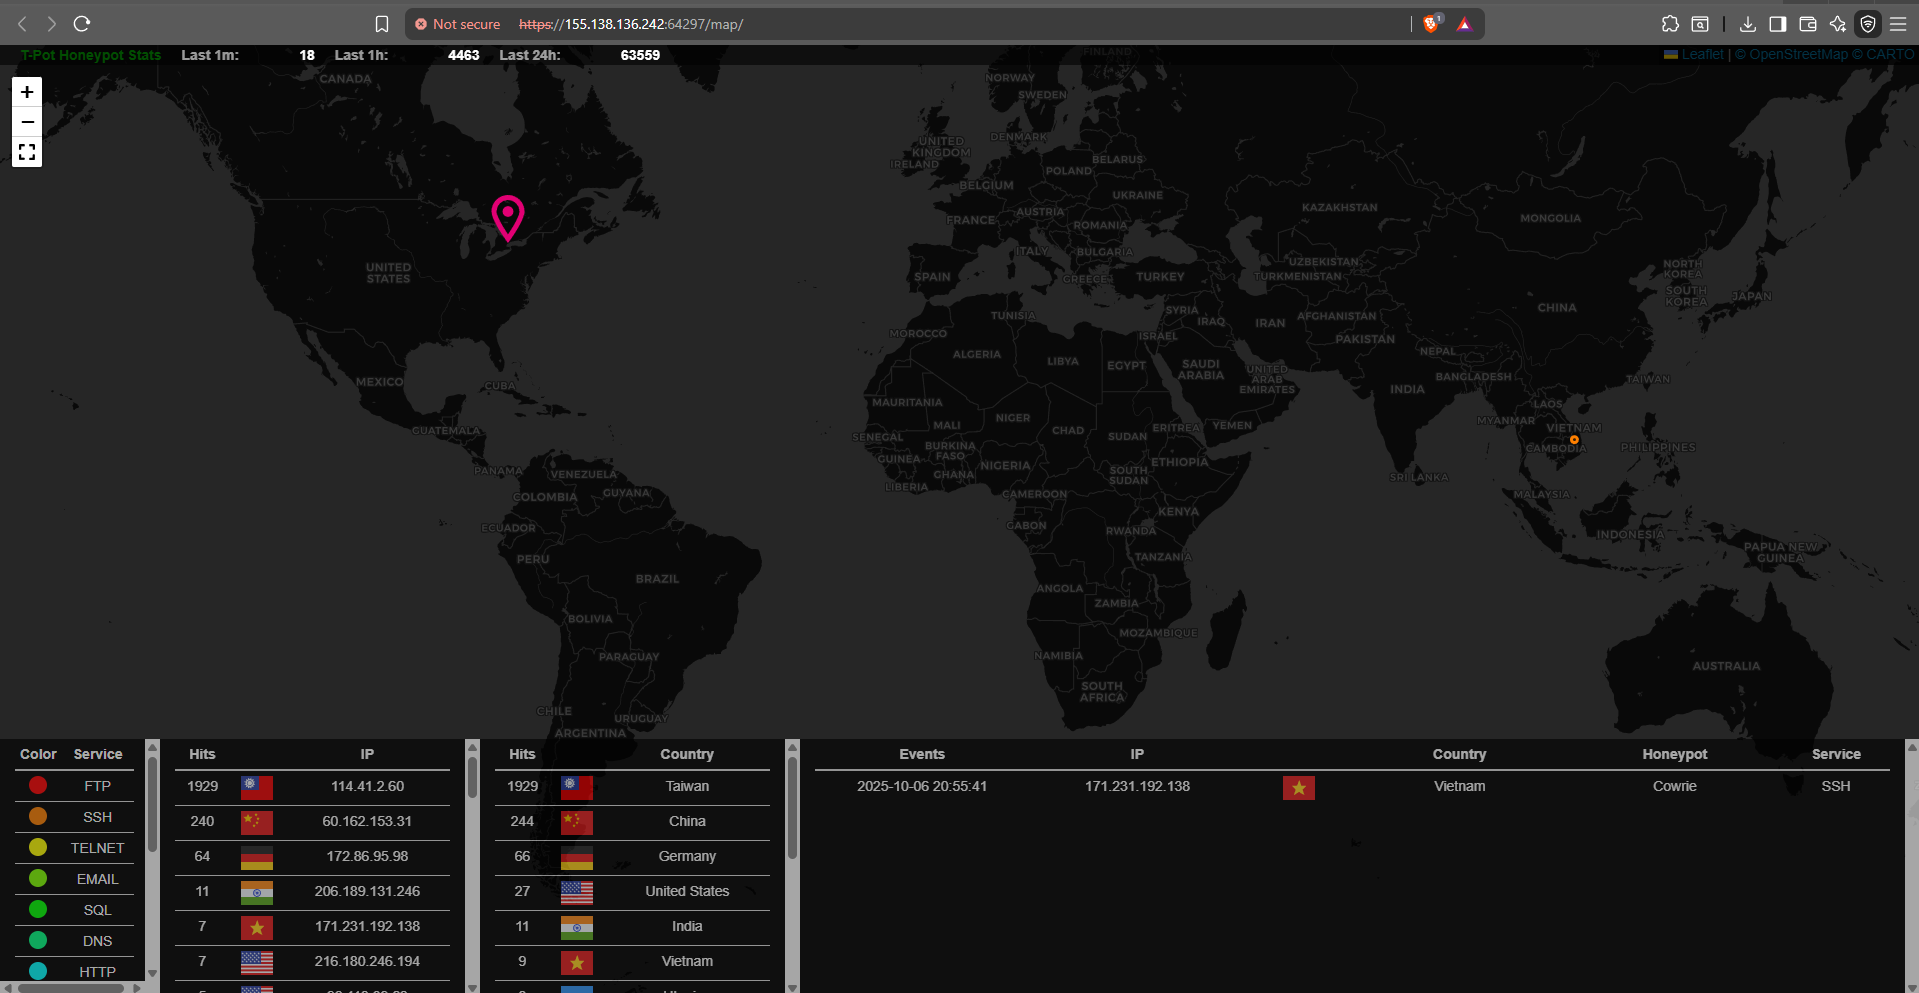 Not secure https://155.138.136.242:64297/map/
1
T-Pot Honeypot Stats Last 1m: 18 Last 1h: 4463 Last 24h: 63559
Leaflet | © OpenStreetMap © CARTO
+
−
FINLAND
NORWAY
SWEDEN
CANADA
DENMARK
UNITED
KINGDOM
IRELAND
BELARUS
POLAND
BELGIUM
UKRAINE
KAZAKHSTAN
AUSTRIA
FRANCE
MONGOLIA
ROMANIA
ITALY
BULGARIA
UZBEKISTAN
UNITED
STATES
NORTH
KOREA
SPAIN
GREECE
TURKEY
TURKMENISTAN
SOUTH
KOREA
JAPAN
CHINA
TUNISIA
SYRIA
IRAQ
IRAN
AFGHANISTAN
MOROCCO
ISRAEL
PAKISTAN
ALGERIA
LIBYA
EGYPT
SAUDI
ARABIA
UNITED
ARAB
EMIRATES
NEPAL
BANGLADESH
TAIWAN
MEXICO
CUBA
INDIA
MAURITANIA
LAOS
MALI
NIGER
CHAD
SUDAN
ERITREA
YEMEN
MYANMAR
VIETNAM
GUATEMALA
SENEGAL
BURKINA
FASO
CAMBODIA
PHILIPPINES
GUINEA
NIGERIA
ETHIOPIA
PANAMA
VENEZUELA
GHANA
SOUTH
SUDAN
SRI LANKA
LIBERIA
COLOMBIA
GUYANA
CAMEROON
MALAYSIA
ECUADOR
GABON
KENYA
RWANDA
INDONESIA
PERU
TANZANIA
PAPUA NEW
GUINEA
BRAZIL
ANGOLA
ZAMBIA
BOLIVIA
MOZAMBIQUE
PARAGUAY
NAMIBIA
AUSTRALIA
SOUTH
AFRICA
CHILE
URUGUAY
ARGENTINA
Color Service
FTP
SSH
TELNET
EMAIL
SQL
DNS
HTTP
Hits IP
1929 114.41.2.60
240 60.162.153.31
64 172.86.95.98
11 206.189.131.246
7 171.231.192.138
7 216.180.246.194
Hits Country
1929 Taiwan
244 China
66 Germany
27 United States
11 India
9 Vietnam
Events IP Country Honeypot Service
2025-10-06 20:55:41 171.231.192.138 Vietnam Cowrie SSH